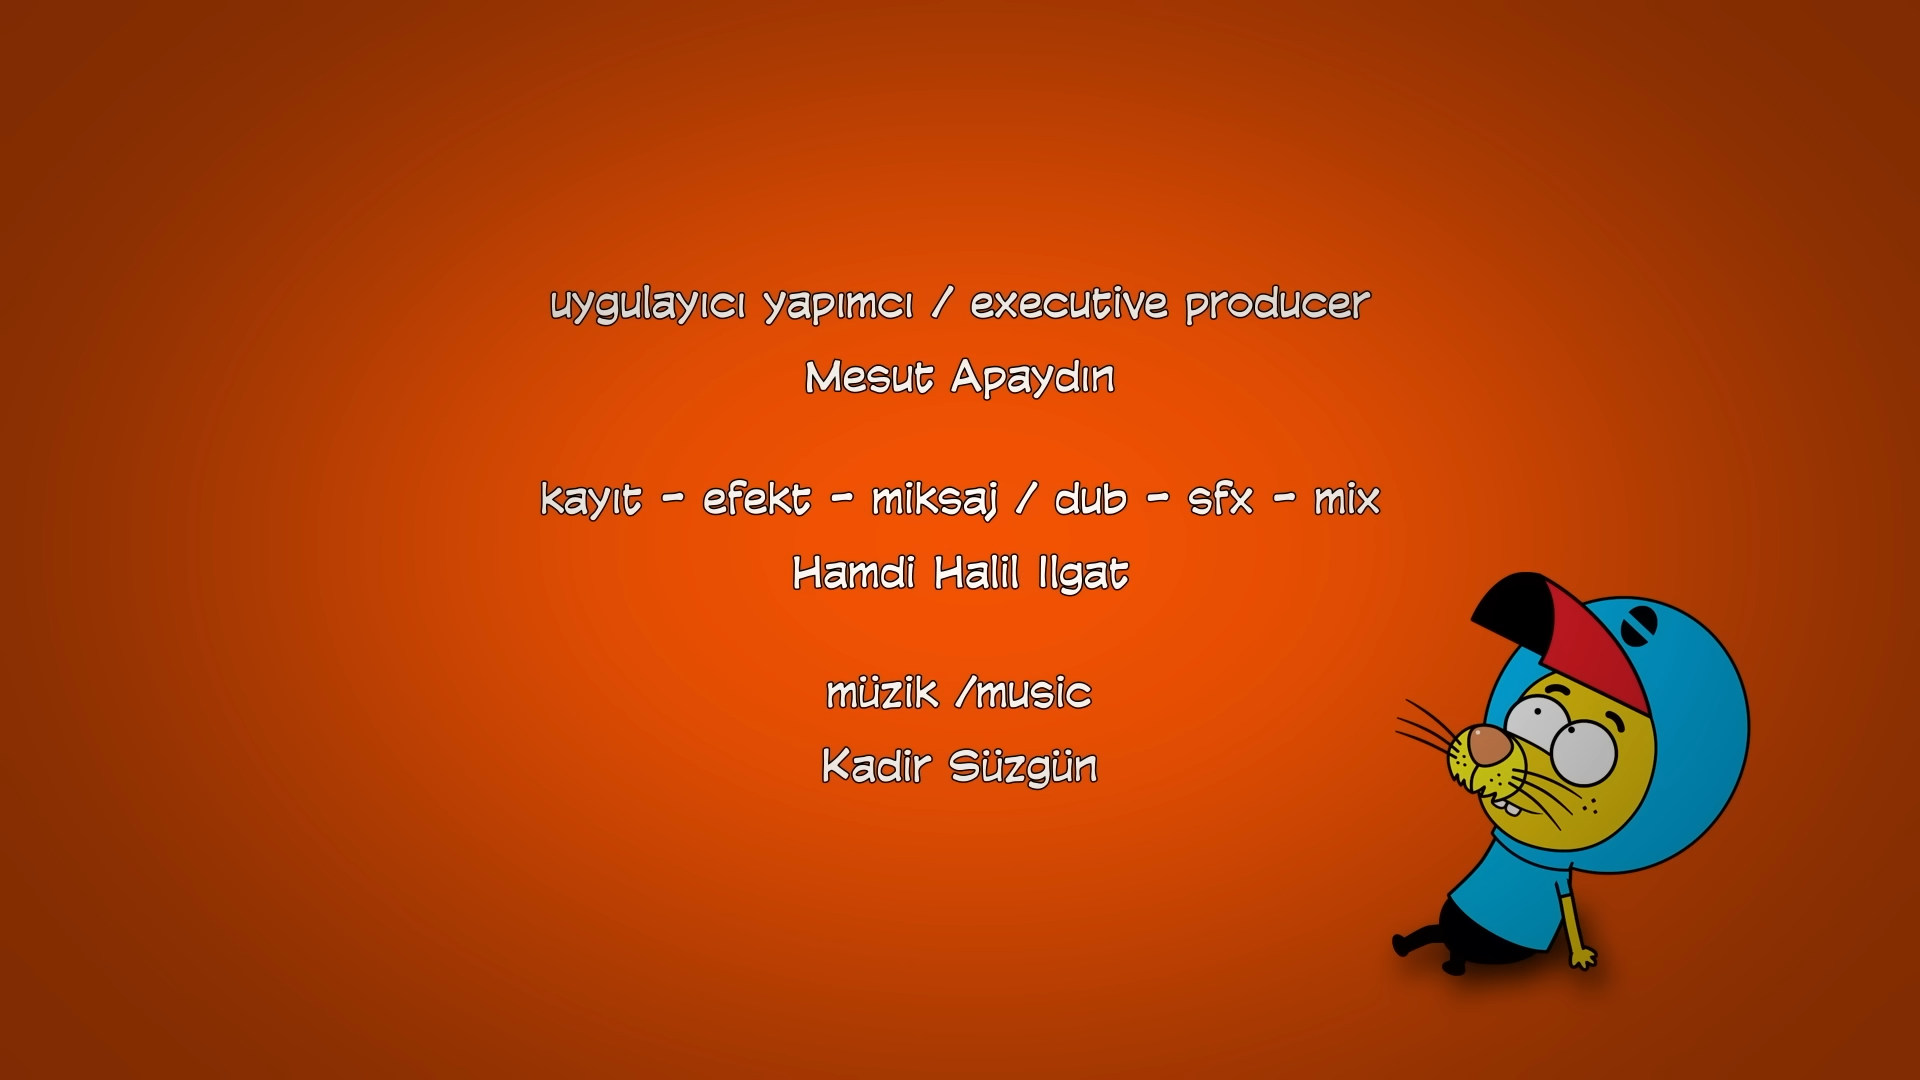 uygulayıcı yapımcı / executive producer
Mesut Apaydın
kayıt - efekt - miksaj / dub - sfx - mix
Hamdi Halil Ilgat
müzik /music
Kadir Süzgün